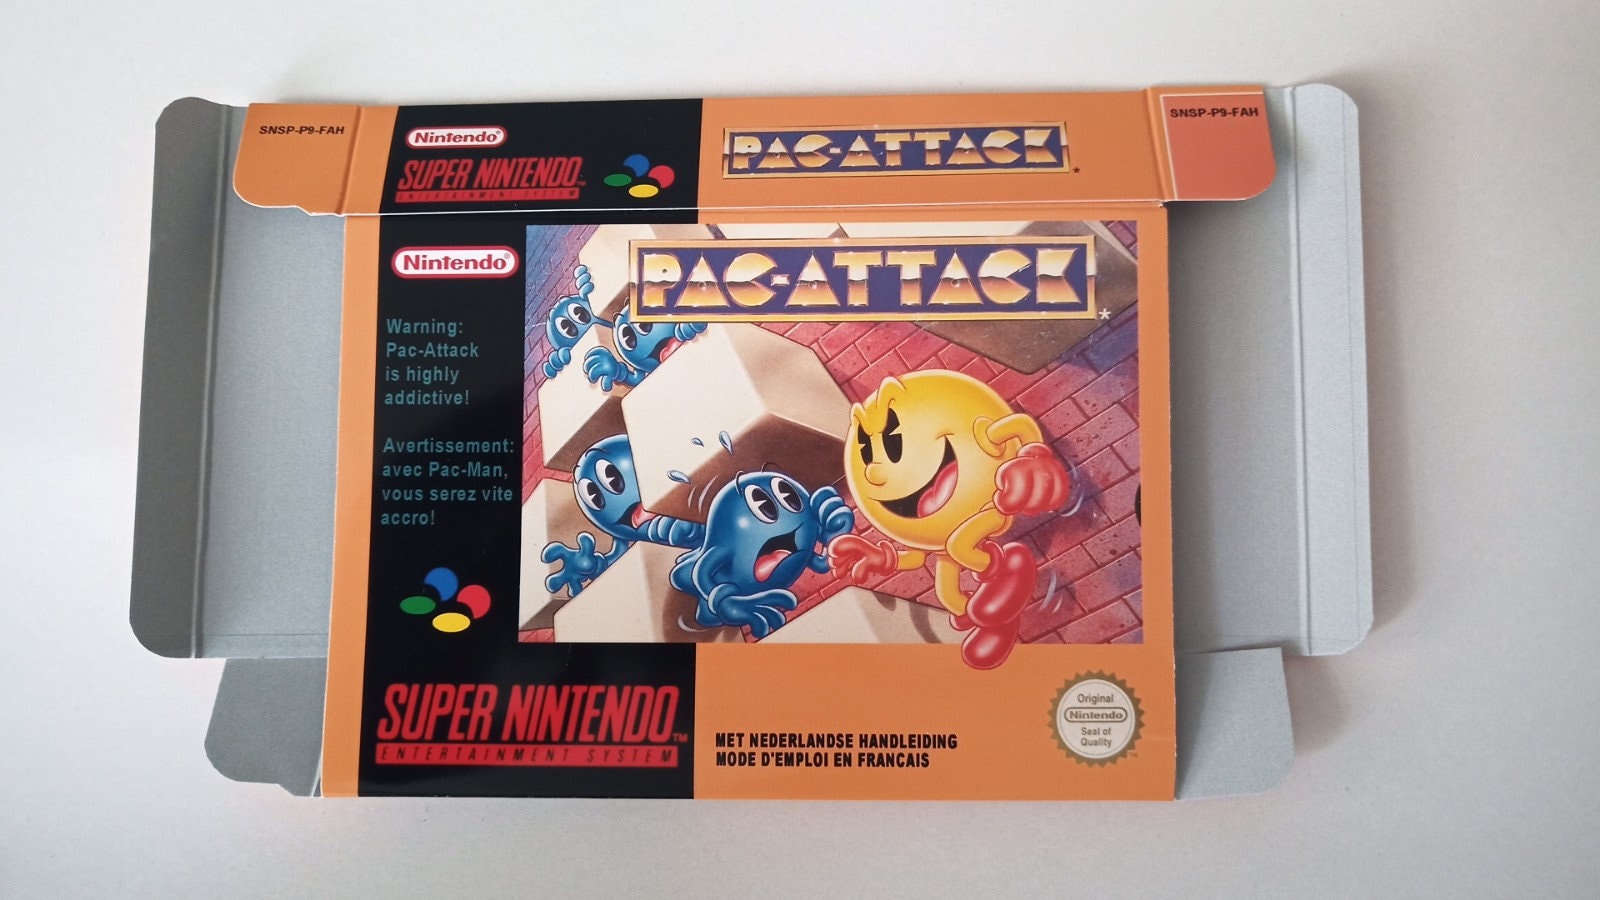 SNSP-P9-FAH
Nintendo®
SUPER NINTENDO™
ENTERTAINMENT SYSTEM
PAC-ATTACK*
SNSP-P9-FAH
Nintendo®
PAC-ATTACK*
Warning:
Pac-Attack
is highly
addictive!
Avertissement:
avec Pac-Man,
vous serez vite
accro!
SUPER NINTENDO™
ENTERTAINMENT SYSTEM
MET NEDERLANDSE HANDLEIDING
MODE D'EMPLOI EN FRANCAIS
Original
Nintendo
Seal of
Quality